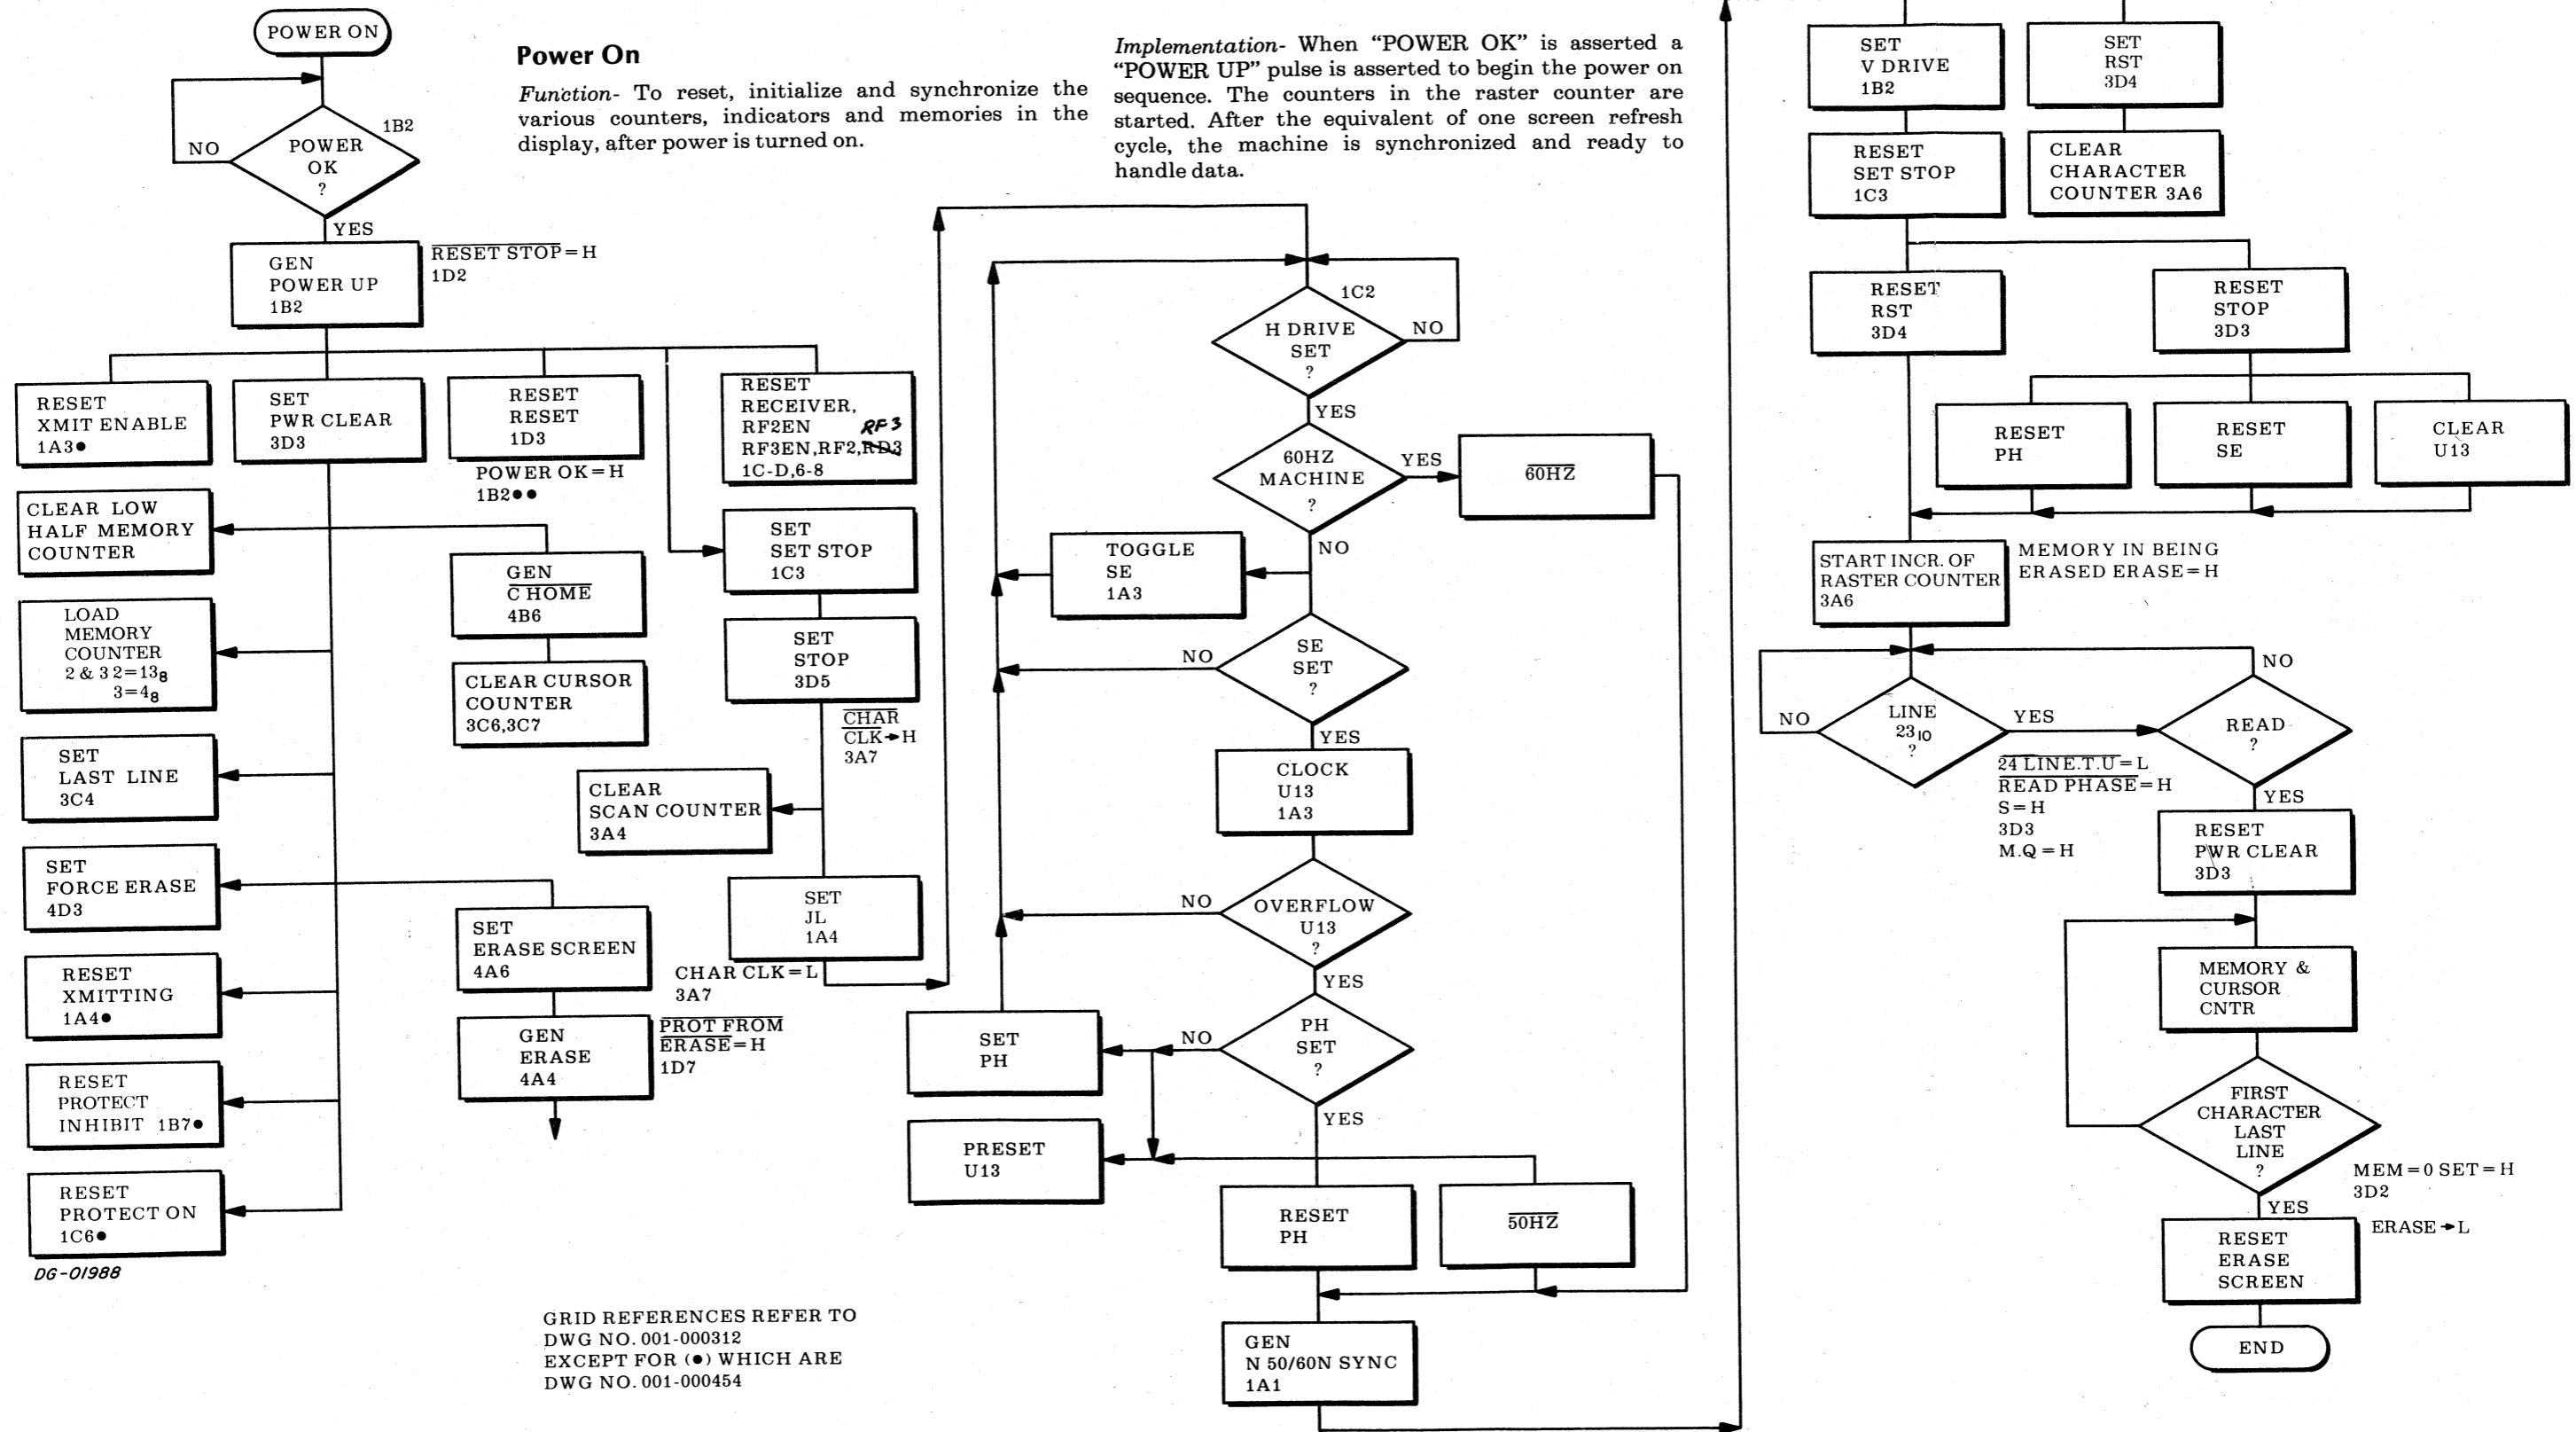 POWER ON
Power On
Function- To reset, initialize and synchronize the
various counters, indicators and memories in the
display, after power is turned on.
Implementation- When “POWER OK” is asserted a
“POWER UP” pulse is asserted to begin the power on
sequence. The counters in the raster counter are
started. After the equivalent of one screen refresh
cycle, the machine is synchronized and ready to
handle data.
1B2
POWER
OK
?
NO
YES
GEN
POWER UP
1B2
RESET STOP=H
1D2
RESET
XMIT ENABLE
1A3●
SET
PWR CLEAR
3D3
RESET
RESET
1D3
POWER OK=H
1B2●●
RESET
RECEIVER,
RF2EN
RF3
RF3EN,RF2,RD3
1C-D,6-8
CLEAR LOW
HALF MEMORY
COUNTER
GEN
C HOME
4B6
CLEAR CURSOR
COUNTER
3C6,3C7
SET
SET STOP
1C3
SET
STOP
3D5
CHAR
CLK→H
3A7
LOAD
MEMORY
COUNTER
2 & 3 2=13₈
3=4₈
SET
LAST LINE
3C4
CLEAR
SCAN COUNTER
3A4
SET
JL
1A4
CHAR CLK=L
3A7
SET
FORCE ERASE
4D3
SET
ERASE SCREEN
4A6
GEN
ERASE
4A4
PROT FROM
ERASE=H
1D7
RESET
XMITTING
1A4●
RESET
PROTECT
INHIBIT 1B7●
RESET
PROTECT ON
1C6●
DG-01988
GRID REFERENCES REFER TO
DWG NO. 001-000312
EXCEPT FOR (●) WHICH ARE
DWG NO. 001-000454
1C2
H DRIVE
SET
?
NO
YES
60HZ
MACHINE
?
YES
60HZ
NO
TOGGLE
SE
1A3
SE
SET
?
NO
YES
CLOCK
U13
1A3
OVERFLOW
U13
?
NO
YES
PH
SET
?
NO
YES
SET
PH
PRESET
U13
RESET
PH
50HZ
GEN
N 50/60N SYNC
1A1
SET
V DRIVE
1B2
SET
RST
3D4
RESET
SET STOP
1C3
CLEAR
CHARACTER
COUNTER 3A6
RESET
RST
3D4
RESET
STOP
3D3
RESET
PH
RESET
SE
CLEAR
U13
START INCR. OF
RASTER COUNTER
3A6
MEMORY IN BEING
ERASED ERASE=H
LINE
23₁₀
?
NO
YES
READ
?
NO
YES
24 LINE.T.U=L
READ PHASE=H
S=H
3D3
M.Q=H
RESET
PWR CLEAR
3D3
MEMORY &
CURSOR
CNTR
FIRST
CHARACTER
LAST
LINE
?
MEM=0 SET=H
3D2
YES
RESET
ERASE
SCREEN
ERASE→L
END